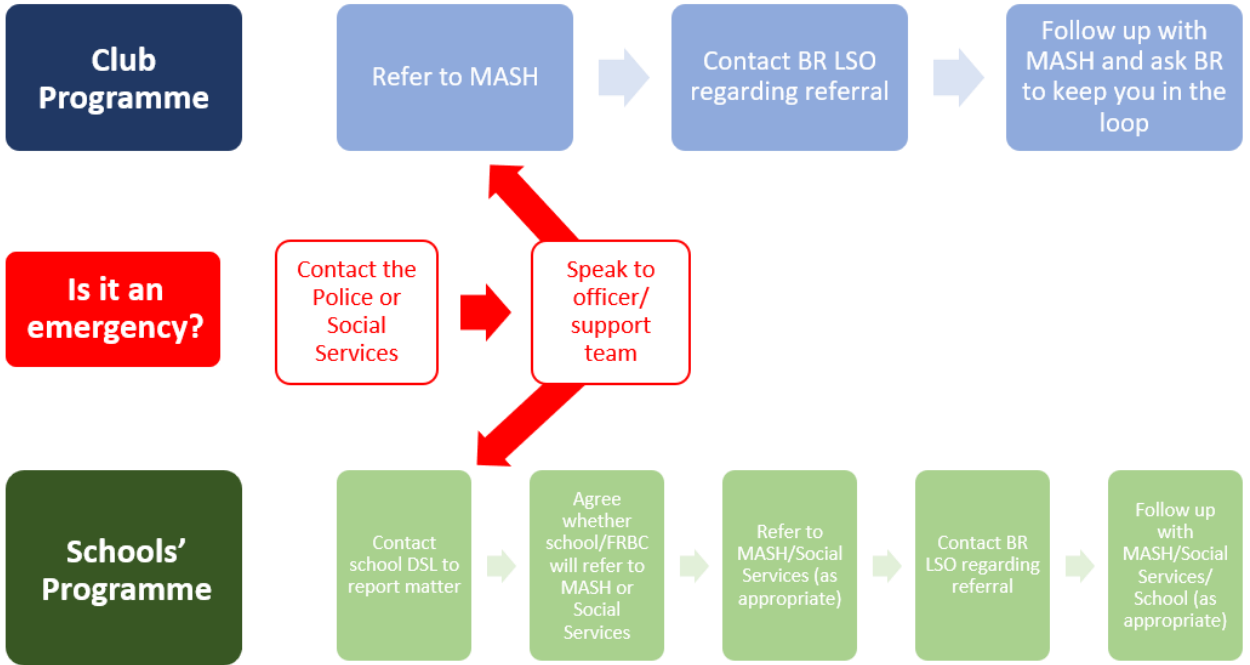 Club
Programme
Refer to MASH
Contact BR LSO
regarding referral
Follow up with
MASH and ask BR
to keep you in the
loop
Is it an
emergency?
Contact the
Police or
Social
Services
Speak to
officer/
support
team
Schools’
Programme
Contact
school DSL to
report matter
Agree
whether
school/FRBC
will refer to
MASH or
Social
Services
Refer to
MASH/Social
Services (as
appropriate)
Contact BR
LSO regarding
referral
Follow up
with
MASH/Social
Services/
School (as
appropriate)